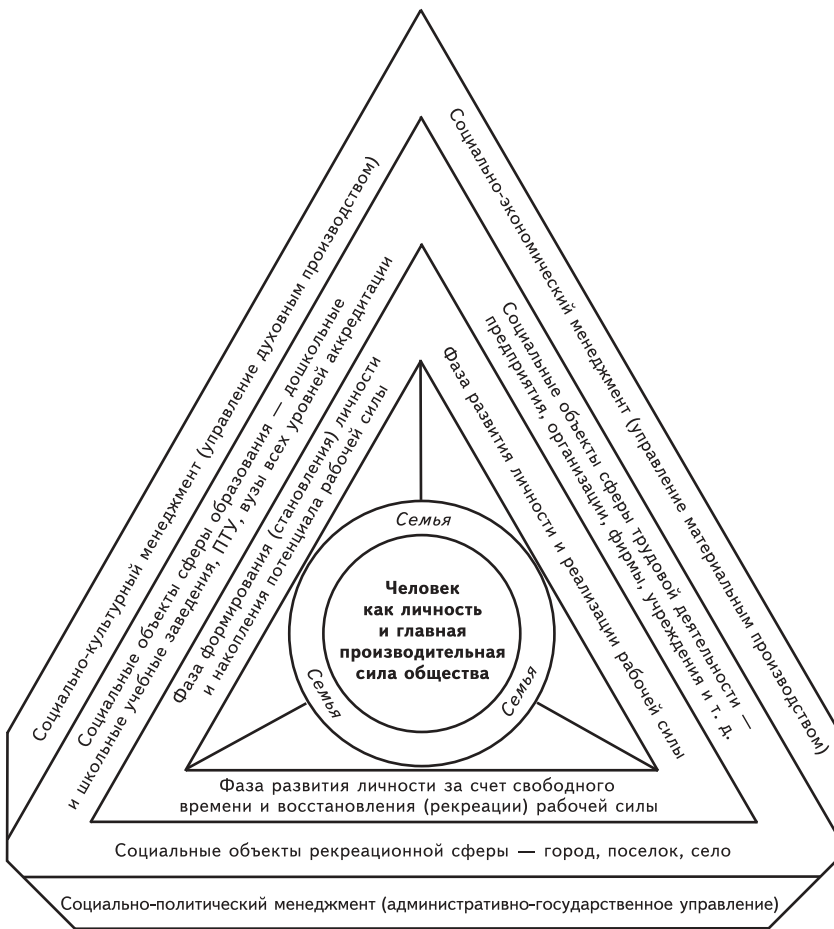 Социально-культурный менеджмент (управление духовным производством)
Социально-экономический менеджмент (управление материальным производством)
Социальные объекты сферы образования — дошкольные
и школьные учебные заведения, ПТУ, вузы всех уровней аккредитации
Социальные объекты сферы трудовой деятельности —
предприятия, организации, фирмы, учреждения и т. д.
Фаза формирования (становления) личности
и накопления потенциала рабочей силы
Фаза развития личности и реализации рабочей силы
Семья
Человек
как личность
и главная
производительная
сила общества
Семья
Семья
Фаза развития личности за счет свободного
времени и восстановления (рекреации) рабочей силы
Социальные объекты рекреационной сферы — город, поселок, село
Социально-политический менеджмент (административно-государственное управление)